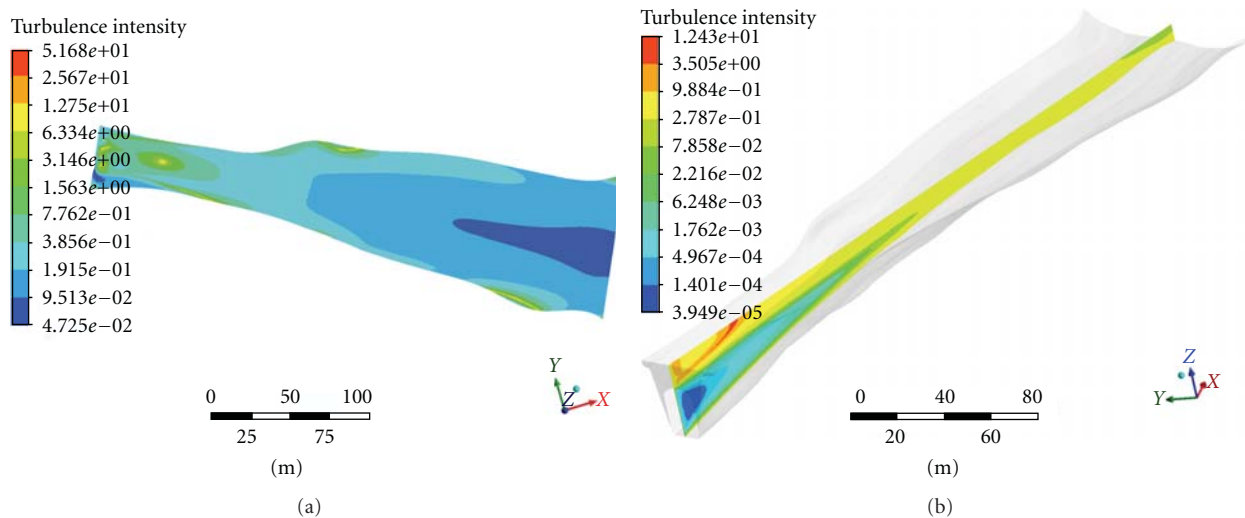 Turbulence intensity
5.168e+01
2.567e+01
1.275e+01
6.334e+00
3.146e+00
1.563e+00
7.762e−01
3.856e−01
1.915e−01
9.513e−02
4.725e−02
Y
Z
X
0 50 100
25 75
(m)
(a)
Turbulence intensity
1.243e+01
3.505e+00
9.884e−01
2.787e−01
7.858e−02
2.216e−02
6.248e−03
1.762e−03
4.967e−04
1.401e−04
3.949e−05
Z
X
Y
0 40 80
20 60
(m)
(b)